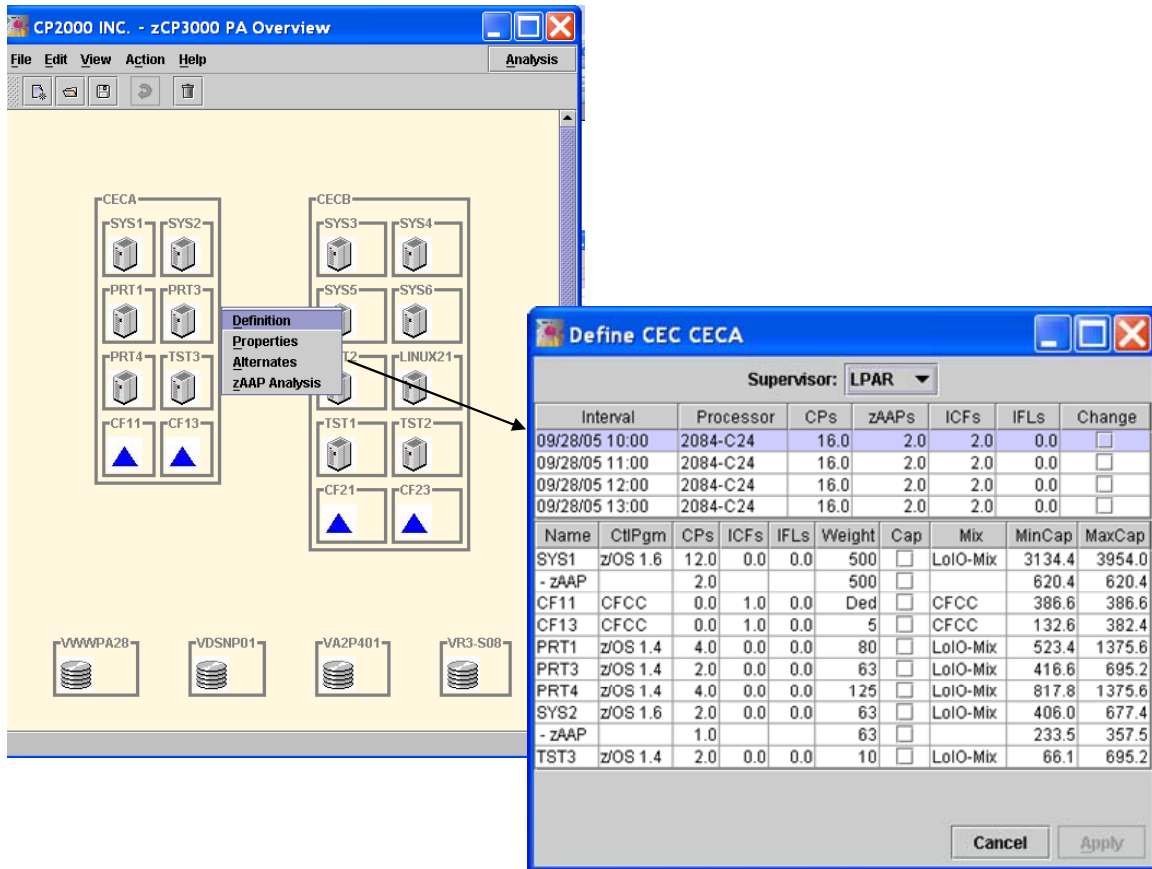 CP2000 INC. - zCP3000 PA Overview
File Edit View Action Help Analysis
CECA
CECB
SYS1 SYS2
SYS3 SYS4
PRT1 PRT3
SYS5 SYS6
Definition
Properties
Alternates
zAAP Analysis
PRT4 TST3
T2 LINUX21
CF11 CF13
TST1 TST2
CF21 CF23
VWWPA28 VDSNP01 VA2P401 VR3-S08
Define CEC CECA
Supervisor: LPAR
Interval Processor CPs zAAPs ICFs IFLs Change
09/28/05 10:00 2084-C24 16.0 2.0 2.0 0.0
09/28/05 11:00 2084-C24 16.0 2.0 2.0 0.0
09/28/05 12:00 2084-C24 16.0 2.0 2.0 0.0
09/28/05 13:00 2084-C24 16.0 2.0 2.0 0.0
Name CtlPgm CPs ICFs IFLs Weight Cap Mix MinCap MaxCap
SYS1 z/OS 1.6 12.0 0.0 0.0 500 LoIO-Mix 3134.4 3954.0
- zAAP 2.0 500 620.4 620.4
CF11 CFCC 0.0 1.0 0.0 Ded CFCC 386.6 386.6
CF13 CFCC 0.0 1.0 0.0 5 CFCC 132.6 382.4
PRT1 z/OS 1.4 4.0 0.0 0.0 80 LoIO-Mix 523.4 1375.6
PRT3 z/OS 1.4 2.0 0.0 0.0 63 LoIO-Mix 416.6 695.2
PRT4 z/OS 1.4 4.0 0.0 0.0 125 LoIO-Mix 817.8 1375.6
SYS2 z/OS 1.6 2.0 0.0 0.0 63 LoIO-Mix 406.0 677.4
- zAAP 1.0 63 233.5 357.5
TST3 z/OS 1.4 2.0 0.0 0.0 10 LoIO-Mix 66.1 695.2
Cancel Apply